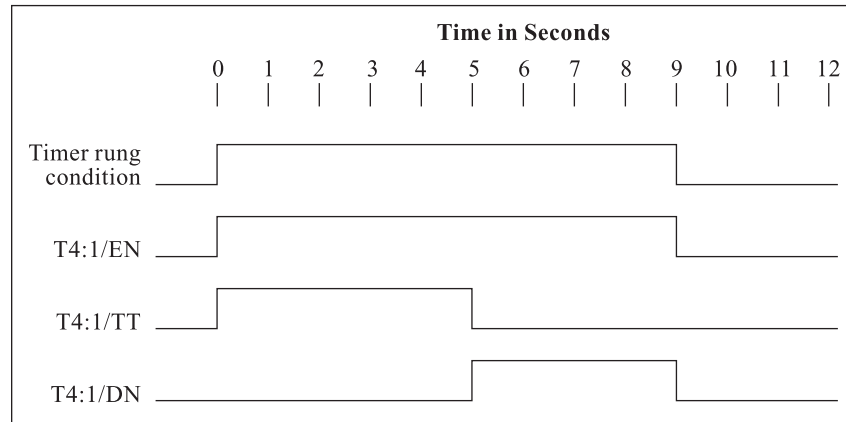 Time in Seconds
0 1 2 3 4 5 6 7 8 9 10 11 12
Timer rung
condition
T4:1/EN
T4:1/TT
T4:1/DN